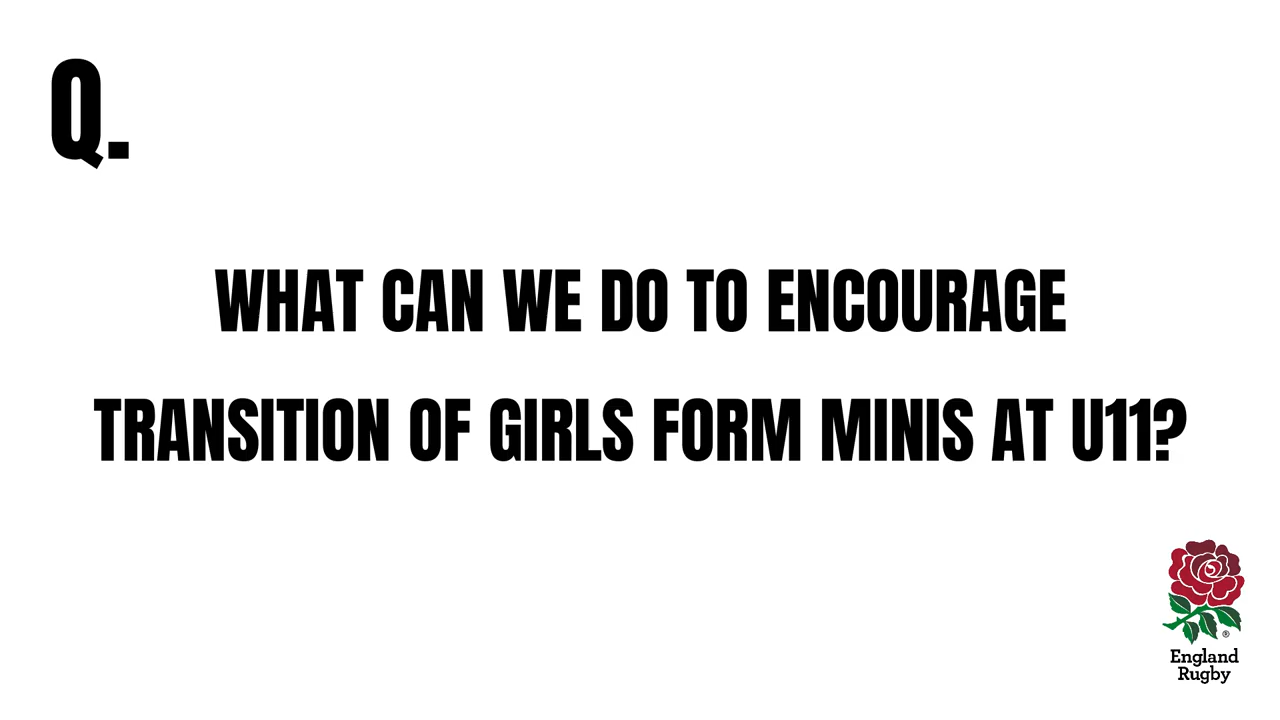 Q.
WHAT CAN WE DO TO ENCOURAGE
TRANSITION OF GIRLS FORM MINIS AT U11?
®
England
Rugby